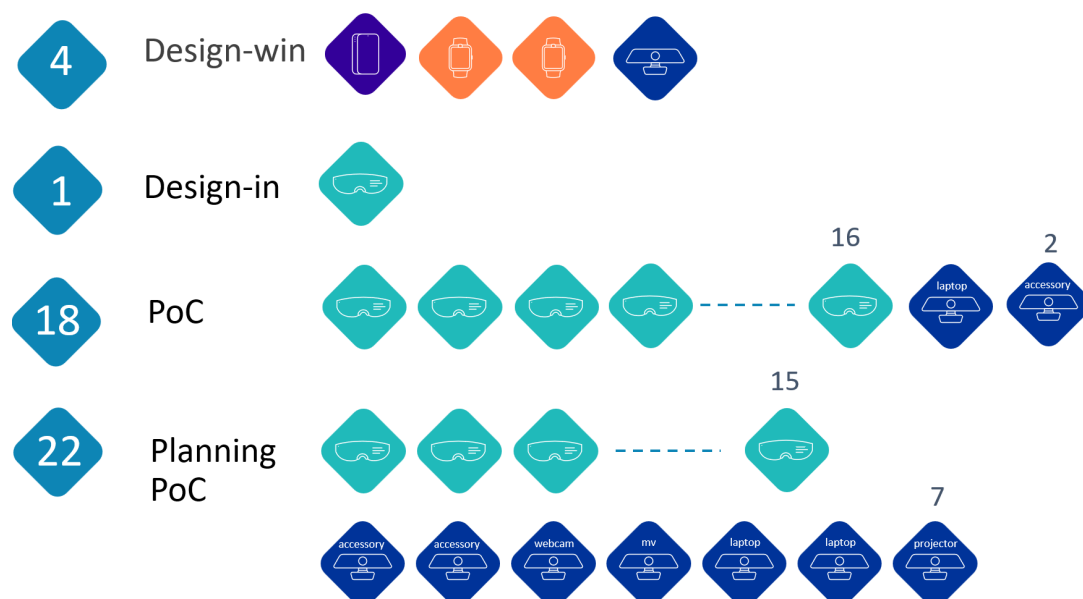 4 Design-win
1 Design-in
16
2
18 PoC
laptop
accessory
15
22 Planning
PoC
7
accessory
accessory
webcam
mv
laptop
laptop
projector